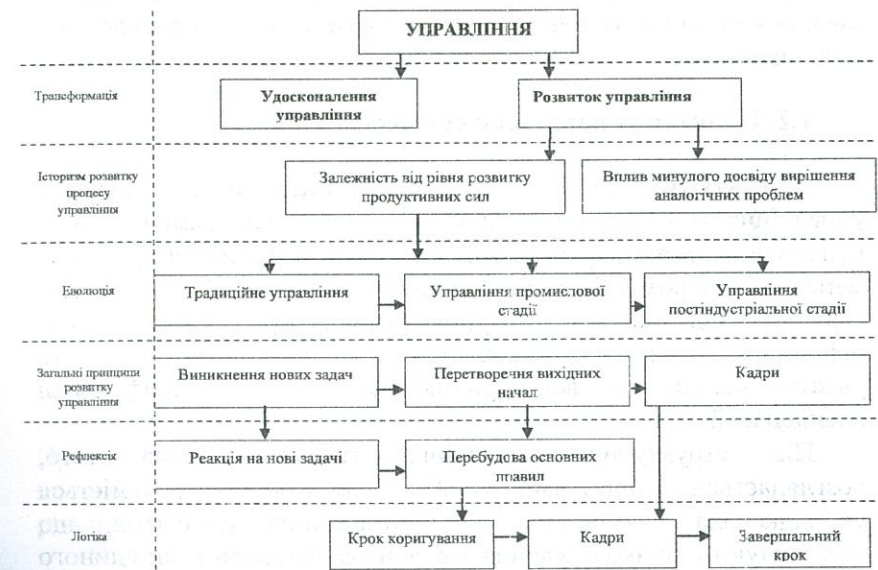 УПРАВЛІННЯ
Трансформація
Удосконалення
управління
Розвиток управління
Історизм розвитку
процесу
управління
Залежність від рівня розвитку
продуктивних сил
Вплив минулого досвіду вирішення
аналогічних проблем
Еволюція
Традиційне управління
Управління промислової
стадії
Управління
постіндустріальної стадії
Загальні принципи
розвитку
управління
Виникнення нових задач
Перетворення вихідних
начал
Кадри
Рефлексія
Реакція на нові задачі
Перебудова основних
правил
Логіка
Крок коригування
Кадри
Завершальний
крок